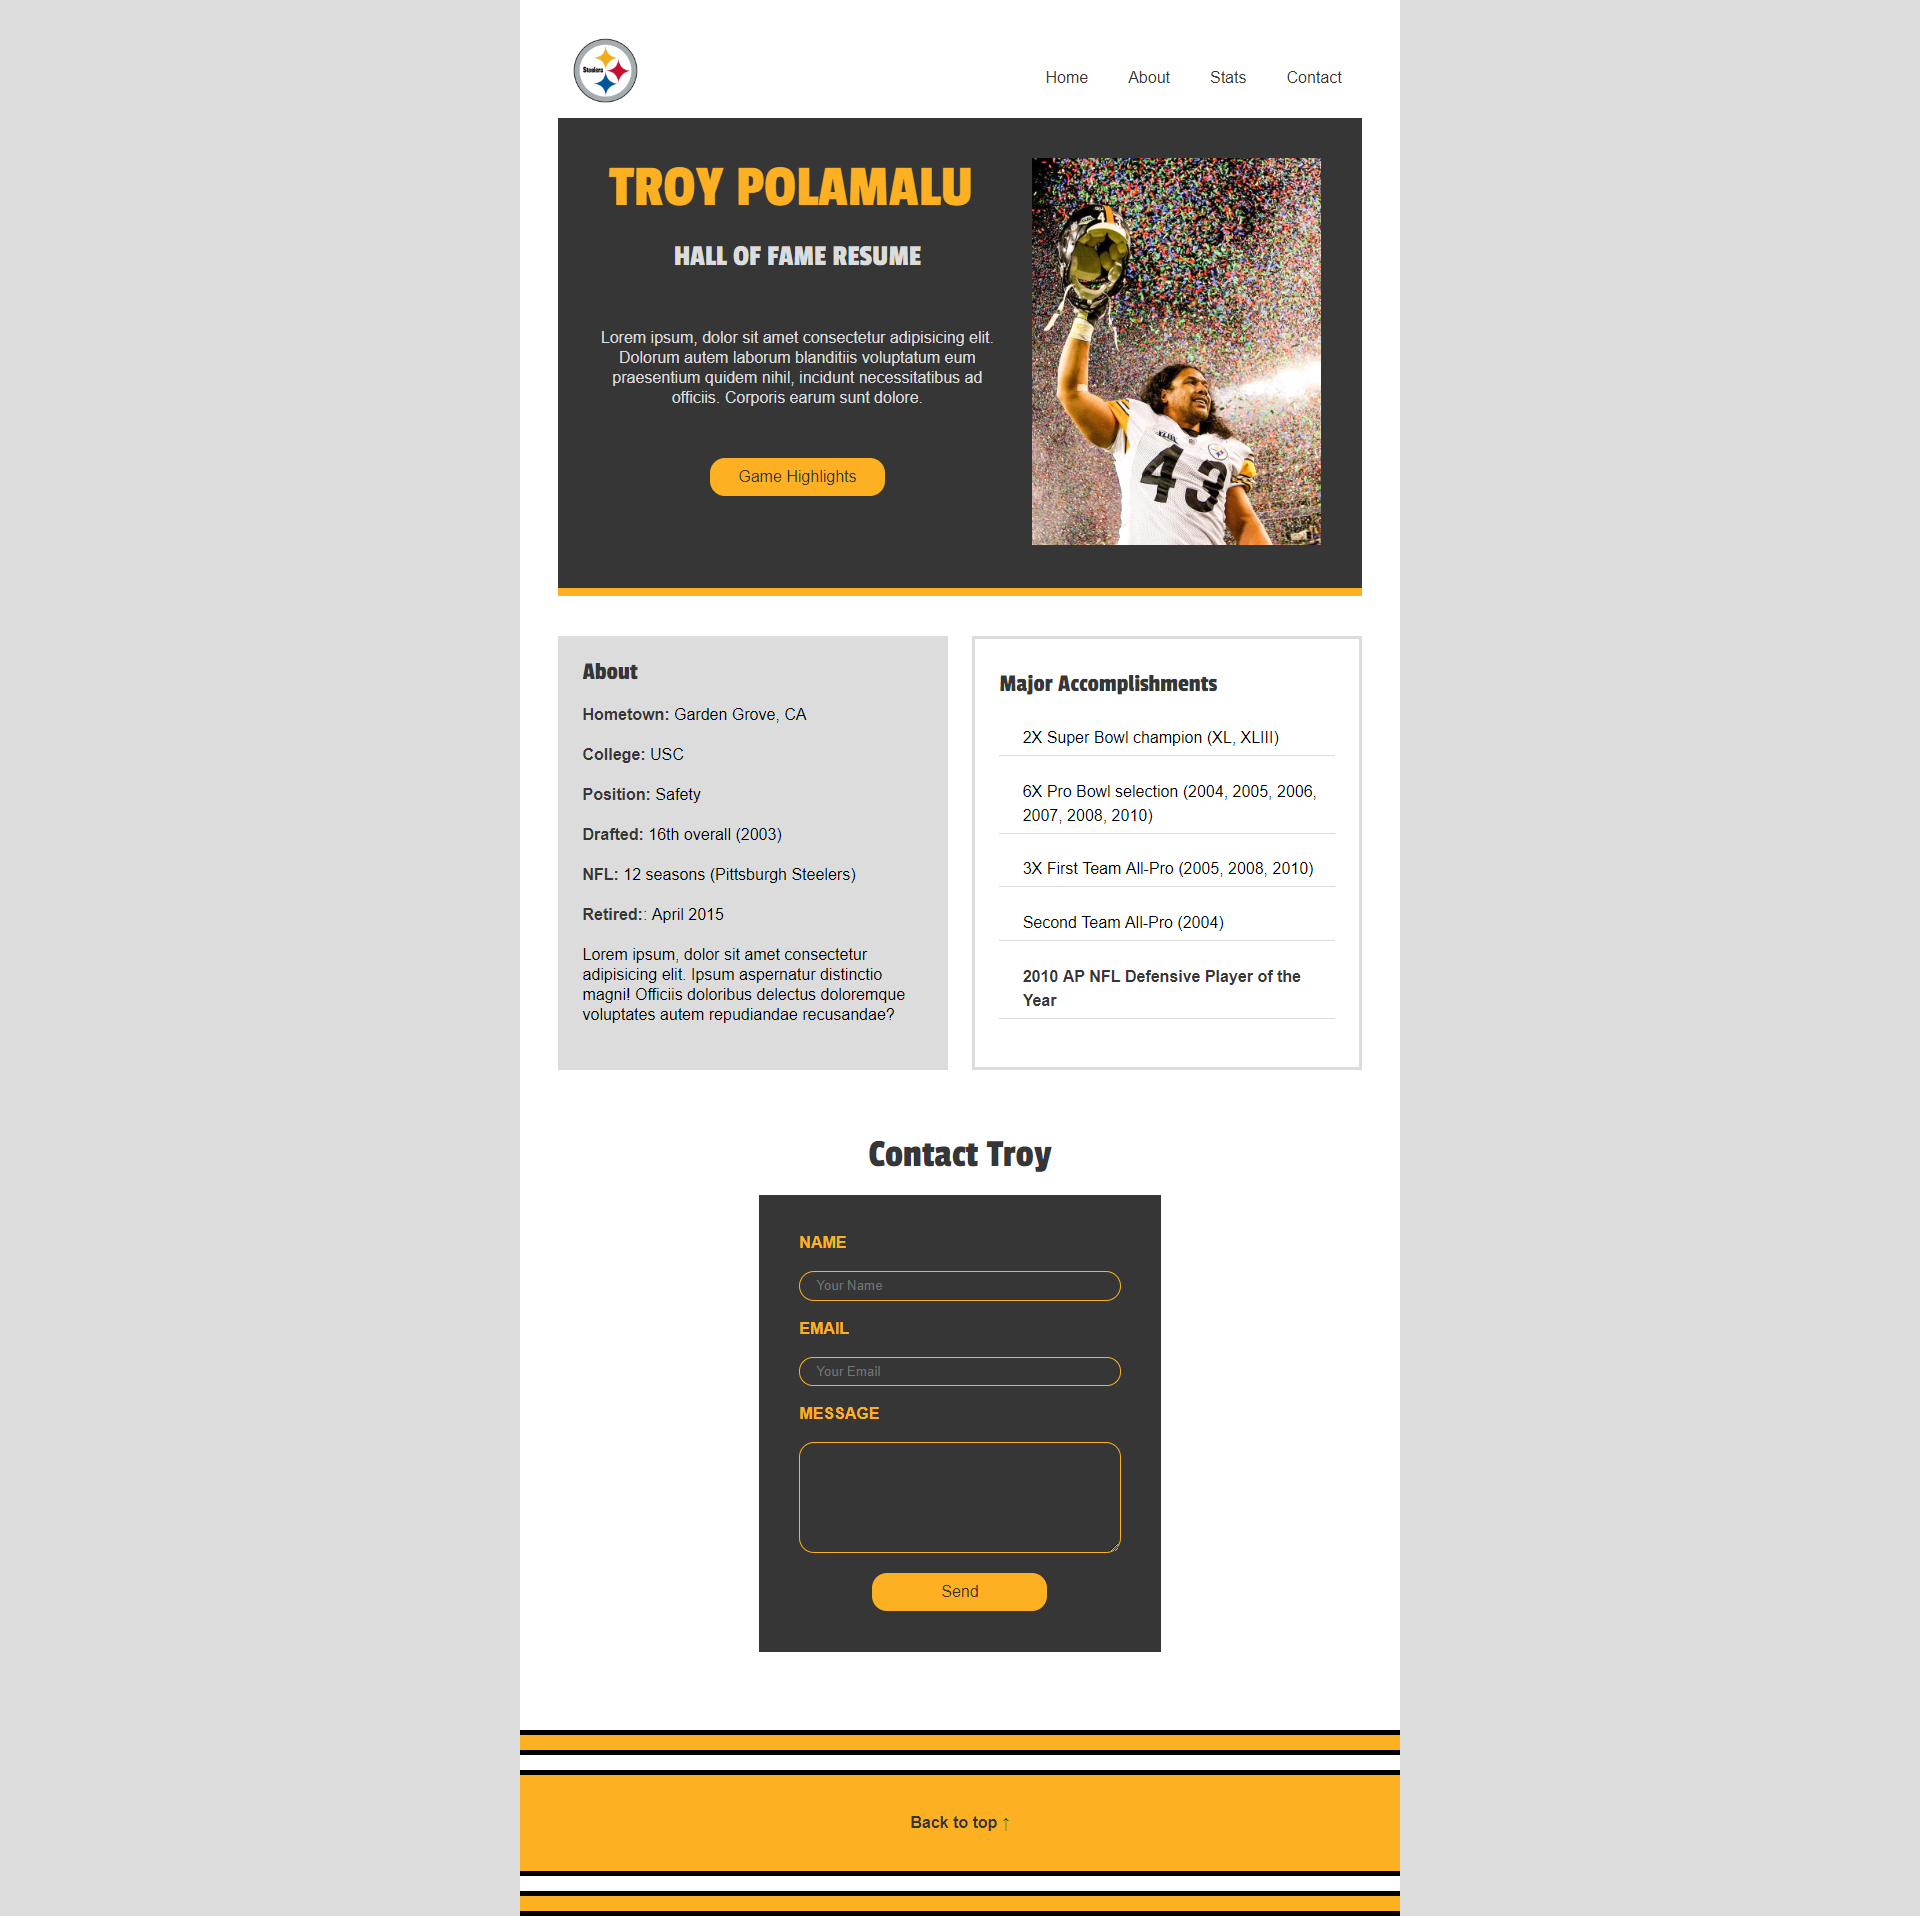 Steelers
Home
About
Stats
Contact
TROY POLAMALU
HALL OF FAME RESUME
Lorem ipsum, dolor sit amet consectetur adipisicing elit.
Dolorum autem laborum blanditiis voluptatum eum
praesentium quidem nihil, incidunt necessitatibus ad
officiis. Corporis earum sunt dolore.
Game Highlights
43
About
Hometown: Garden Grove, CA
College: USC
Position: Safety
Drafted: 16th overall (2003)
NFL: 12 seasons (Pittsburgh Steelers)
Retired:: April 2015
Lorem ipsum, dolor sit amet consectetur
adipisicing elit. Ipsum aspernatur distinctio
magni! Officiis doloribus delectus doloremque
voluptates autem repudiandae recusandae?
Major Accomplishments
2X Super Bowl champion (XL, XLIII)
6X Pro Bowl selection (2004, 2005, 2006,
2007, 2008, 2010)
3X First Team All-Pro (2005, 2008, 2010)
Second Team All-Pro (2004)
2010 AP NFL Defensive Player of the
Year
Contact Troy
NAME
Your Name
EMAIL
Your Email
MESSAGE
Send
Back to top ↑